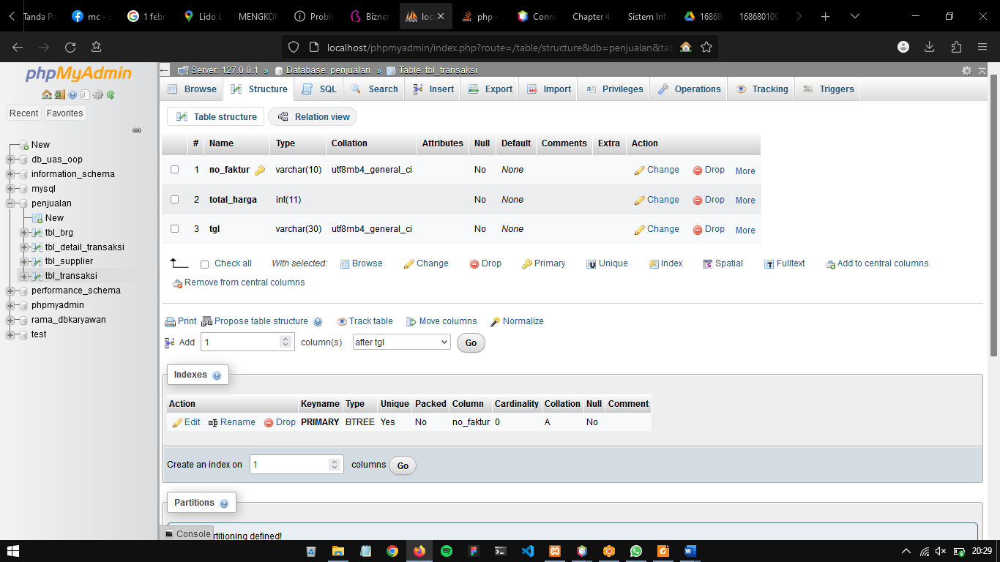 Tanda Pa
mc - s
1 febr
Lido L
MENGKON
Proble
Biznet
loc
php -
Conne
Chapter 4
Sistem Inf
16868
168680109
localhost/phpmyadmin/index.php?route=/table/structure&db=penjualan&tab
phpMyAdmin
Recent Favorites
New
db_uas_oop
information_schema
mysql
penjualan
New
tbl_brg
tbl_detail_transaksi
tbl_supplier
tbl_transaksi
performance_schema
phpmyadmin
rama_dbkaryawan
test
Server: 127.0.0.1 » Database: penjualan » Table: tbl_transaksi
Browse Structure SQL Search Insert Export Import Privileges Operations Tracking Triggers
Table structure Relation view
# Name Type Collation Attributes Null Default Comments Extra Action
1 no_faktur varchar(10) utf8mb4_general_ci No None Change Drop More
2 total_harga int(11) No None Change Drop More
3 tgl varchar(30) utf8mb4_general_ci No None Change Drop More
Check all With selected: Browse Change Drop Primary Unique Index Spatial Fulltext Add to central columns
Remove from central columns
Print Propose table structure Track table Move columns Normalize
Add 1 column(s) after tgl Go
Indexes
Action Keyname Type Unique Packed Column Cardinality Collation Null Comment
Edit Rename Drop PRIMARY BTREE Yes No no_faktur 0 A No
Create an index on 1 columns Go
Partitions
Console rtitioning defined!
20:29